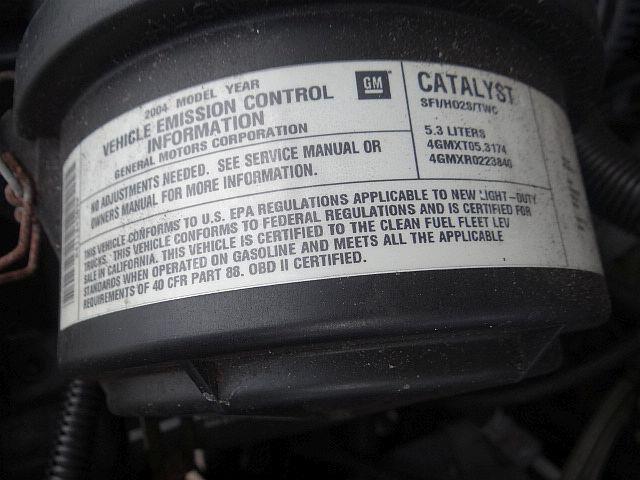 2004 MODEL YEAR
VEHICLE EMISSION CONTROL
INFORMATION
GENERAL MOTORS CORPORATION
GM
CATALYST
SFI/HO2S/TWC
5.3 LITERS
4GMXT05.3174
4GMXR0223840
NO ADJUSTMENTS NEEDED. SEE SERVICE MANUAL OR
OWNERS MANUAL FOR MORE INFORMATION.
THIS VEHICLE CONFORMS TO U.S. EPA REGULATIONS APPLICABLE TO NEW LIGHT-DUTY
TRUCKS. THIS VEHICLE CONFORMS TO FEDERAL REGULATIONS AND IS CERTIFIED FOR
SALE IN CALIFORNIA. THIS VEHICLE IS CERTIFIED TO THE CLEAN FUEL FLEET LEV
STANDARDS WHEN OPERATED ON GASOLINE AND MEETS ALL THE APPLICABLE
REQUIREMENTS OF 40 CFR PART 88. OBD II CERTIFIED.